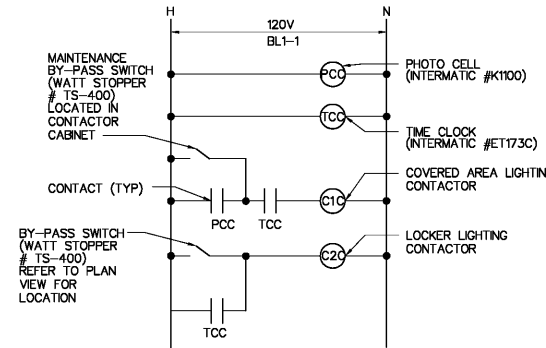 H
N
120V
BL1-1
MAINTENANCE
BY-PASS SWITCH
(WATT STOPPER
# TS-400)
LOCATED IN
CONTACTOR
CABINET
PCC
PHOTO CELL
(INTERMATIC #K1100)
TCC
TIME CLOCK
(INTERMATIC #ET173C)
CONTACT (TYP)
PCC
TCC
C1C
COVERED AREA LIGHTIN
CONTACTOR
BY-PASS SWITCH
(WATT STOPPER
# TS-400)
REFER TO PLAN
VIEW FOR
LOCATION
C2C
LOCKER LIGHTING
CONTACTOR
TCC